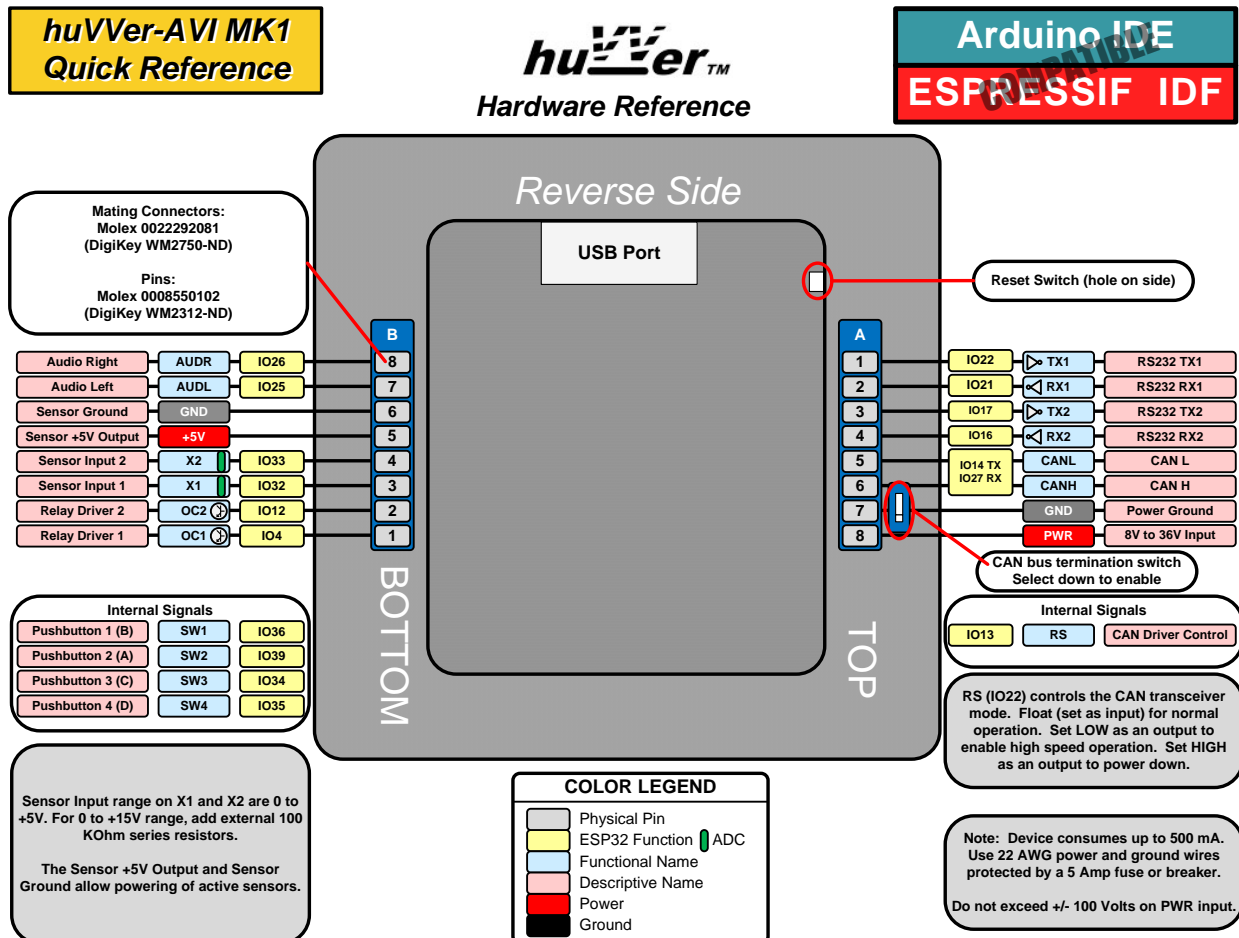 huVVer-AVI MK1
Quick Reference
huVVer™
Hardware Reference
Arduino IDE
ESPRESSIF IDF
COMPATIBLE
Reverse Side
USB Port
Mating Connectors:
Molex 0022292081
(DigiKey WM2750-ND)
Pins:
Molex 0008550102
(DigiKey WM2312-ND)
Reset Switch (hole on side)
B
Audio Right AUDR IO26 8
Audio Left AUDL IO25 7
Sensor Ground GND 6
Sensor +5V Output +5V 5
Sensor Input 2 X2 IO33 4
Sensor Input 1 X1 IO32 3
Relay Driver 2 OC2 IO12 2
Relay Driver 1 OC1 IO4 1
BOTTOM
A
1 IO22 TX1 RS232 TX1
2 IO21 RX1 RS232 RX1
3 IO17 TX2 RS232 TX2
4 IO16 RX2 RS232 RX2
5 IO14 TX CANL CAN L
6 IO27 RX CANH CAN H
7 GND Power Ground
8 PWR 8V to 36V Input
TOP
CAN bus termination switch
Select down to enable
Internal Signals
Pushbutton 1 (B) SW1 IO36
Pushbutton 2 (A) SW2 IO39
Pushbutton 3 (C) SW3 IO34
Pushbutton 4 (D) SW4 IO35
Internal Signals
IO13 RS CAN Driver Control
RS (IO22) controls the CAN transceiver
mode. Float (set as input) for normal
operation. Set LOW as an output to
enable high speed operation. Set HIGH
as an output to power down.
Sensor Input range on X1 and X2 are 0 to
+5V. For 0 to +15V range, add external 100
KOhm series resistors.
The Sensor +5V Output and Sensor
Ground allow powering of active sensors.
COLOR LEGEND
Physical Pin
ESP32 Function ADC
Functional Name
Descriptive Name
Power
Ground
Note: Device consumes up to 500 mA.
Use 22 AWG power and ground wires
protected by a 5 Amp fuse or breaker.
Do not exceed +/- 100 Volts on PWR input.